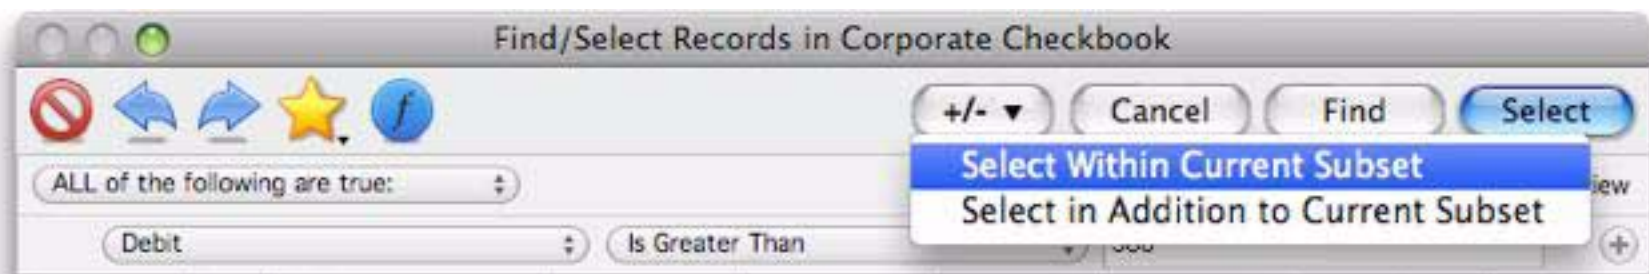 Find/Select Records in Corporate Checkbook
f
+/- ▼ Cancel Find Select
Select Within Current Subset
ALL of the following are true:
Select in Addition to Current Subset
Debit Is Greater Than